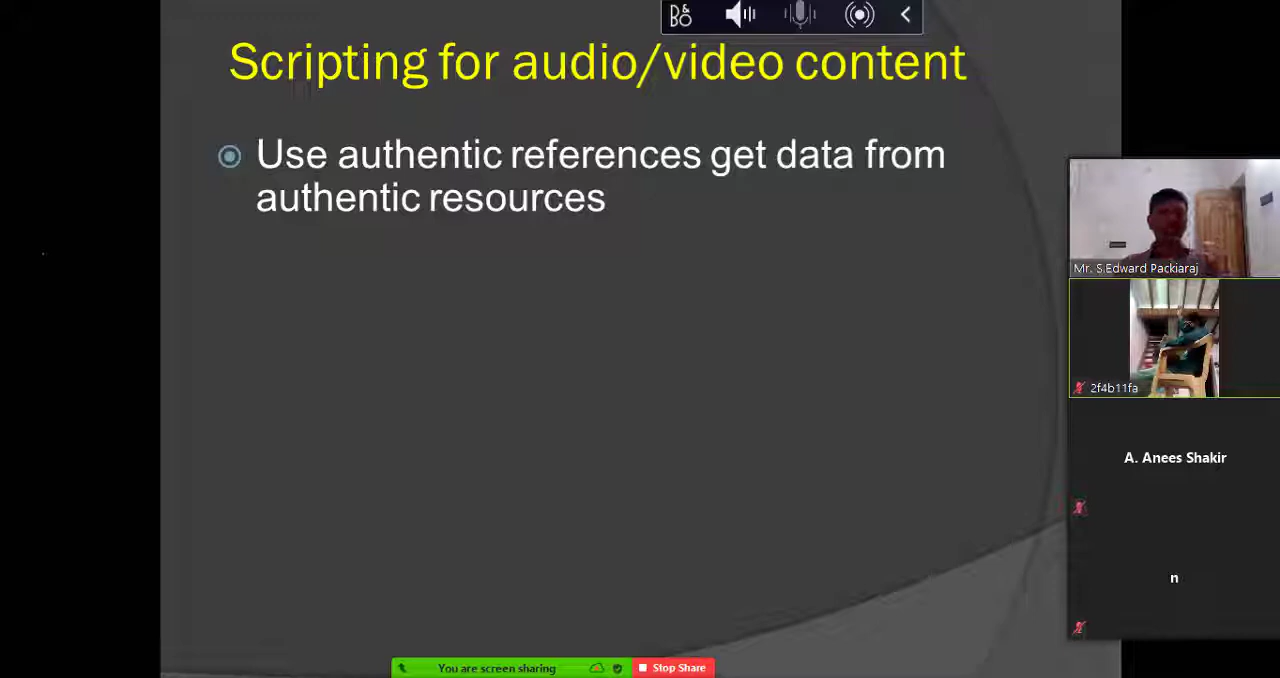 B&O
Scripting for audio/video content
Use authentic references get data from
authentic resources
Mr. S.Edward Packiaraj
2f4b11fa
A. Anees Shakir
n
You are screen sharing
Stop Share